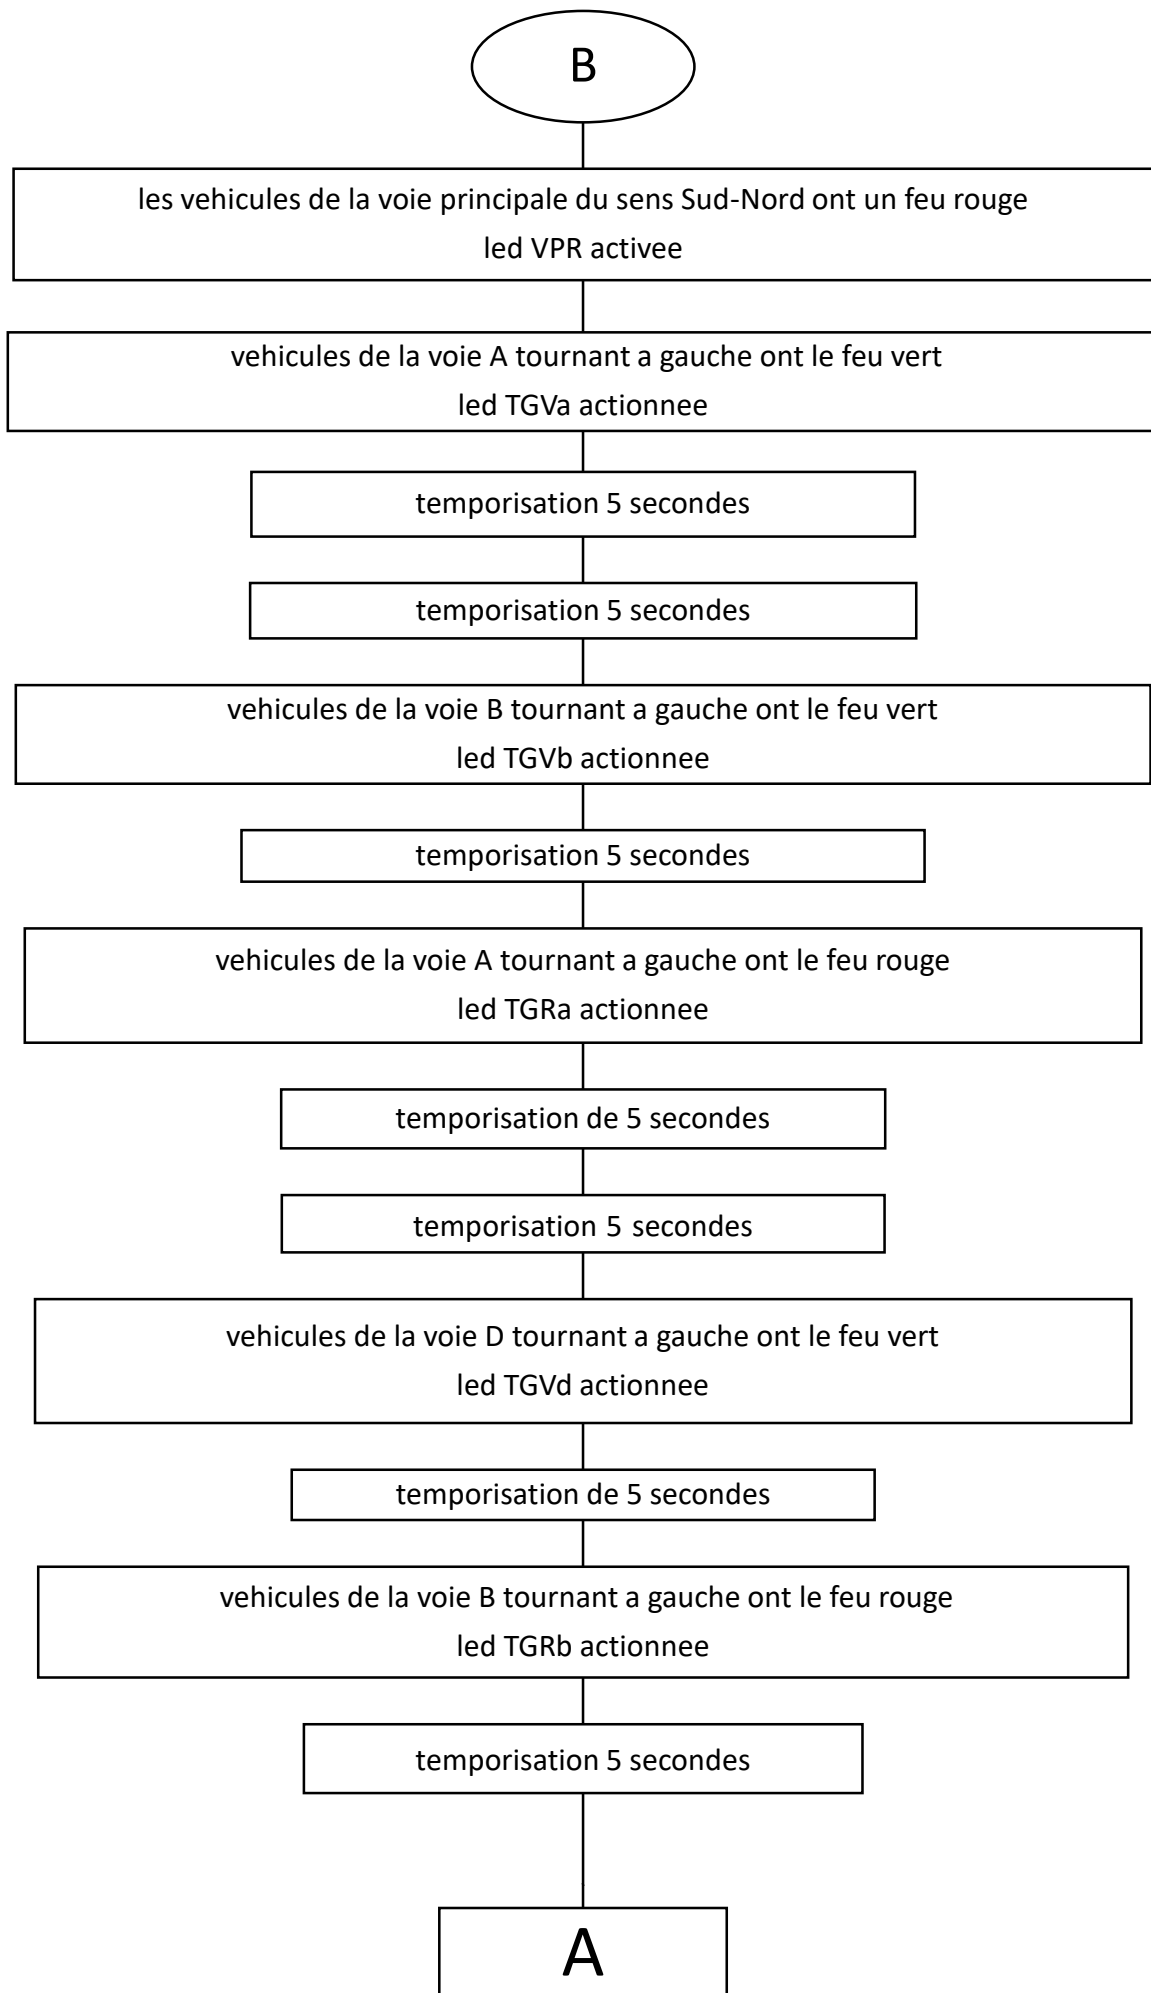 B
les vehicules de la voie principale du sens Sud-Nord ont un feu rouge
led VPR activee
vehicules de la voie A tournant a gauche ont le feu vert
led TGVa actionnee
temporisation 5 secondes
temporisation 5 secondes
vehicules de la voie B tournant a gauche ont le feu vert
led TGVb actionnee
temporisation 5 secondes
vehicules de la voie A tournant a gauche ont le feu rouge
led TGRa actionnee
temporisation de 5 secondes
temporisation 5 secondes
vehicules de la voie D tournant a gauche ont le feu vert
led TGVd actionnee
temporisation de 5 secondes
vehicules de la voie B tournant a gauche ont le feu rouge
led TGRb actionnee
temporisation 5 secondes
A